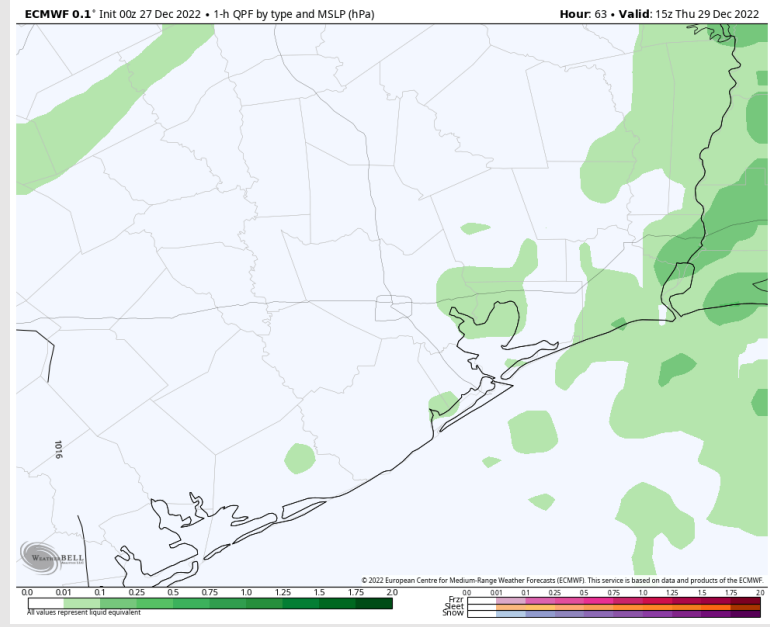 ECMWF 0.1° Init 00z 27 Dec 2022 • 1-h QPF by type and MSLP (hPa)
Hour: 63 • Valid: 15z Thu 29 Dec 2022
1016
WEATHERBELL
© 2022 European Centre for Medium-Range Weather Forecasts (ECMWF). This service is based on data and products of the ECMWF.
0.0 0.01 0.1 0.25 0.5 0.75 1.0 1.25 1.5 1.75 2.0
All values represent liquid equivalent
0.0 0.01 0.1 0.25 0.5 0.75 1.0 1.25 1.5 2.0
Frzr
Sleet
Snow